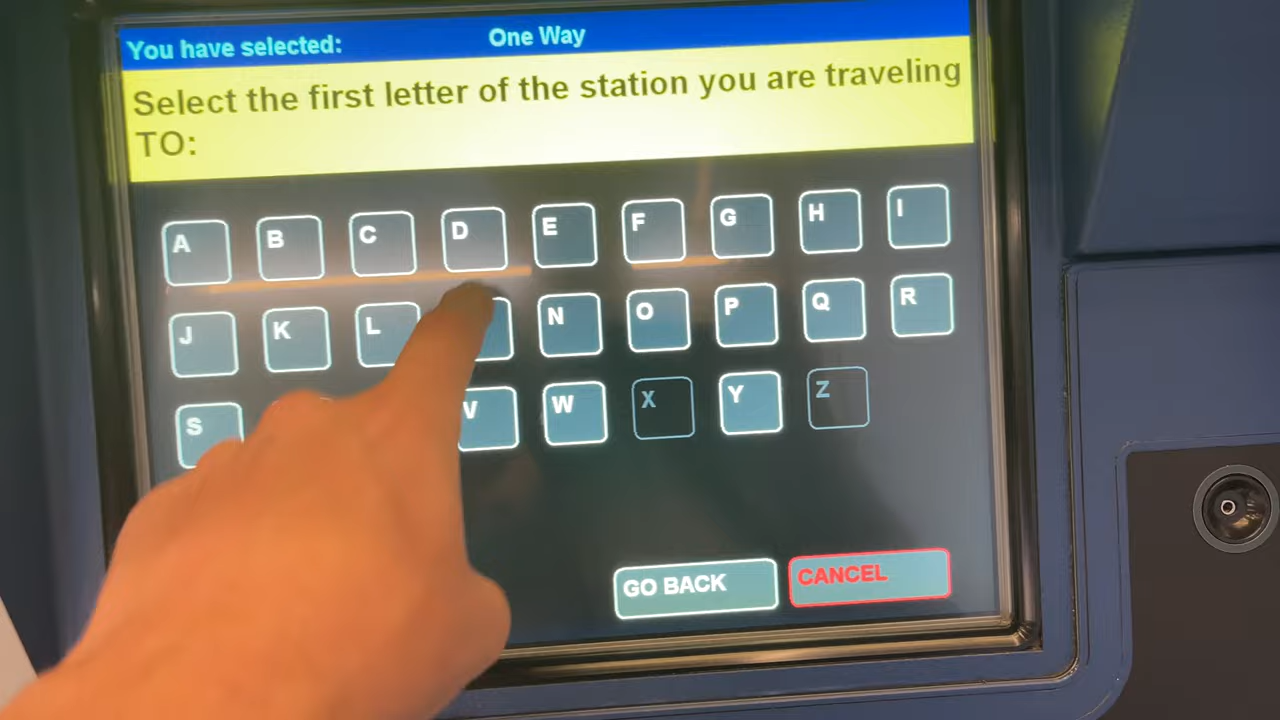 You have selected: One Way
Select the first letter of the station you are traveling
TO:
A B C D E F G H I
J K L N O P Q R
S V W X Y Z
GO BACK CANCEL